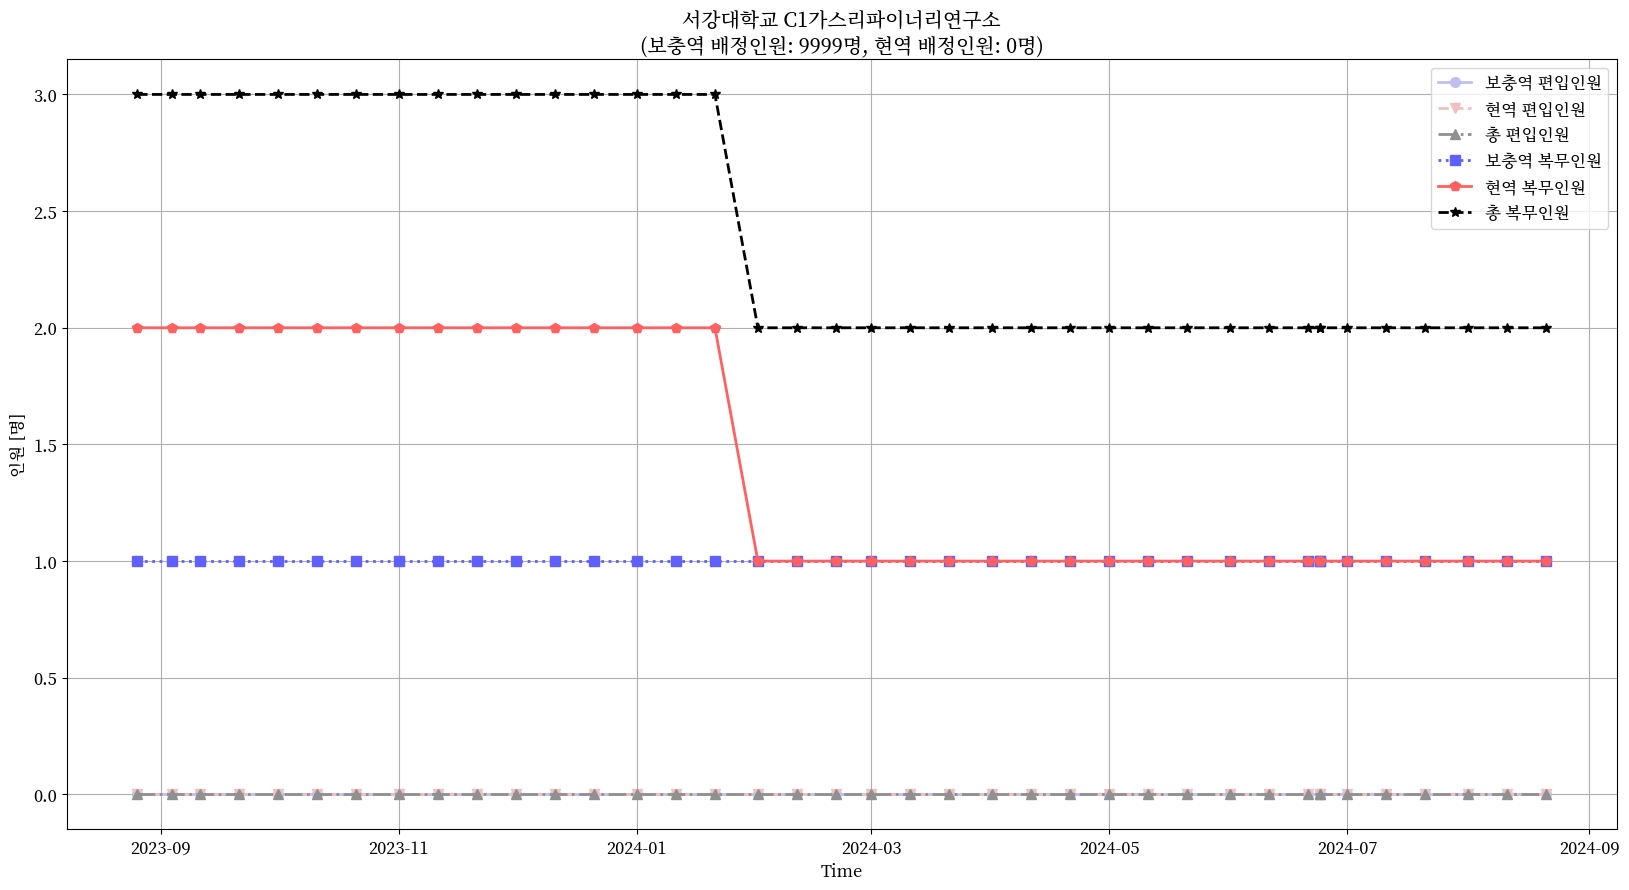 서강대학교 C1가스리파이너리연구소
(보충역 배정인원: 9999명, 현역 배정인원: 0명)
보충역 편입인원
현역 편입인원
총 편입인원
보충역 복무인원
현역 복무인원
총 복무인원
인원 [명]
3.0
2.5
2.0
1.5
1.0
0.5
0.0
2023-09
2023-11
2024-01
2024-03
2024-05
2024-07
2024-09
Time